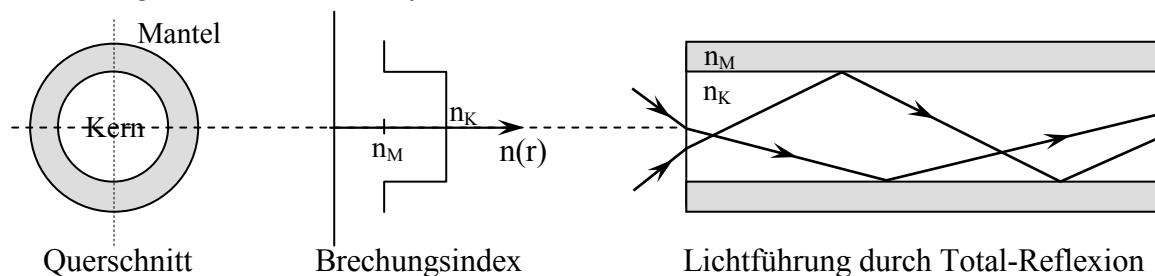 Mantel
Kern
n_M
n_K
n(r)
n_M
n_K
Querschnitt
Brechungsindex
Lichtführung durch Total-Reflexion